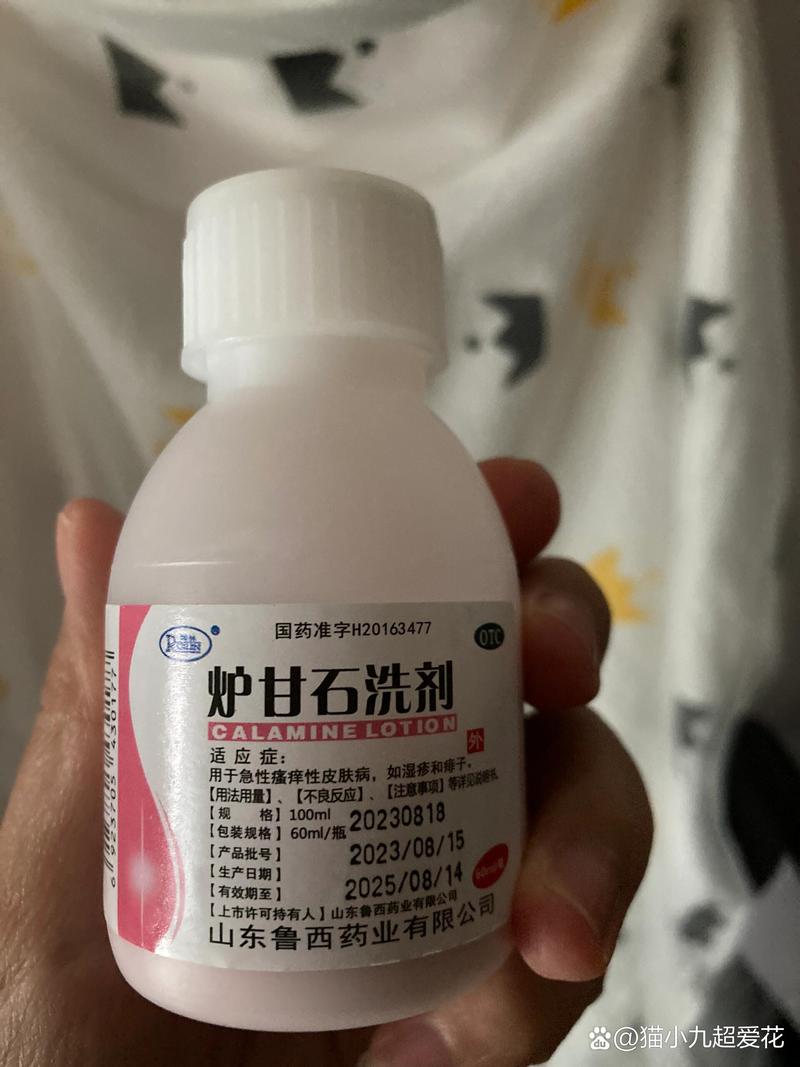 国药准字H20163477
OTC
炉甘石洗剂
CALAMINE LOTION
外
适应症：
用于急性瘙痒性皮肤病，如湿疹和痱子。
【用法用量】、【不良反应】、【注意事项】等详见说明书。
【规 格】100ml
【包装规格】60ml/瓶
【产品批号】20230818
【生产日期】2023/08/15
【有效期至】2025/08/14
60ml/瓶
【上市许可持有人】山东鲁西药业有限公司
山东鲁西药业有限公司
6 923705 430177
@猫小九超爱花